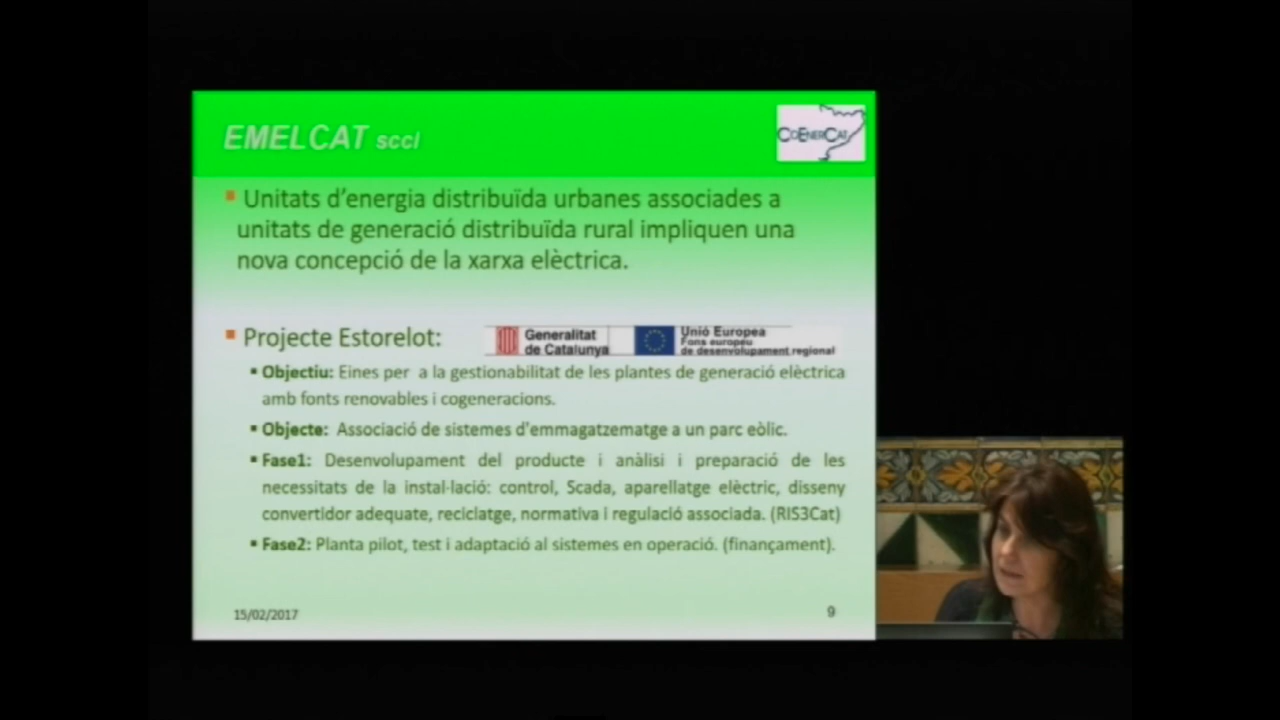 EMELCAT sccl
COENERCAT
Unitats d'energia distribuïda urbanes associades a
unitats de generació distribuïda rural impliquen una
nova concepció de la xarxa elèctrica.
Projecte Estorelot:
Generalitat
de Catalunya
Unió Europea
Fons europeu
de desenvolupament regional
Objectiu: Eines per a la gestionabilitat de les plantes de generació elèctrica
amb fonts renovables i cogeneracions.
Objecte: Associació de sistemes d'emmagatzematge a un parc eòlic.
Fase1: Desenvolupament del producte i anàlisi i preparació de les
necessitats de la instal·lació: control, Scada, aparellatge elèctric, disseny
convertidor adequate, reciclatge, normativa i regulació associada. (RIS3Cat)
Fase2: Planta pilot, test i adaptació al sistemes en operació. (finançament).
15/02/2017
9